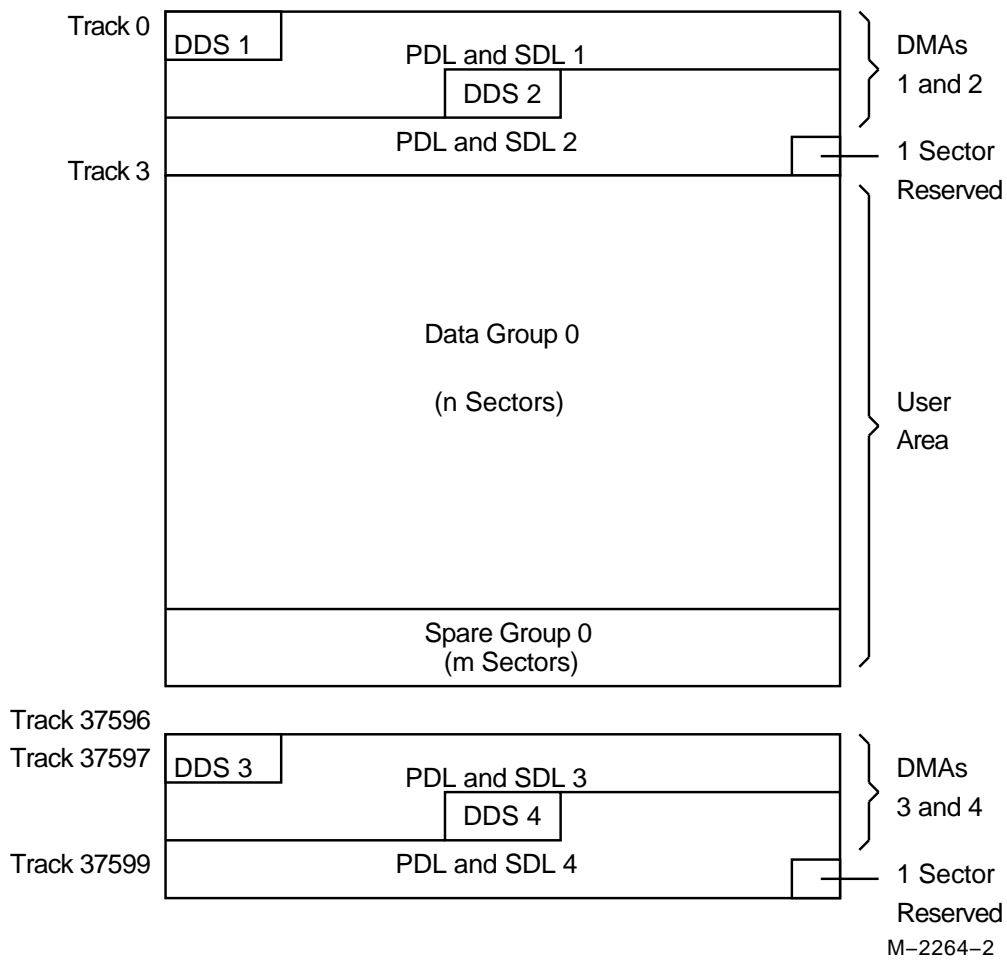 Track 0
DDS 1
PDL and SDL 1
DMAs
1 and 2
DDS 2
PDL and SDL 2
1 Sector
Reserved
Track 3
Data Group 0
(n Sectors)
User
Area
Spare Group 0
(m Sectors)
Track 37596
Track 37597
DDS 3
PDL and SDL 3
DMAs
3 and 4
DDS 4
Track 37599
PDL and SDL 4
1 Sector
Reserved
M−2264−2